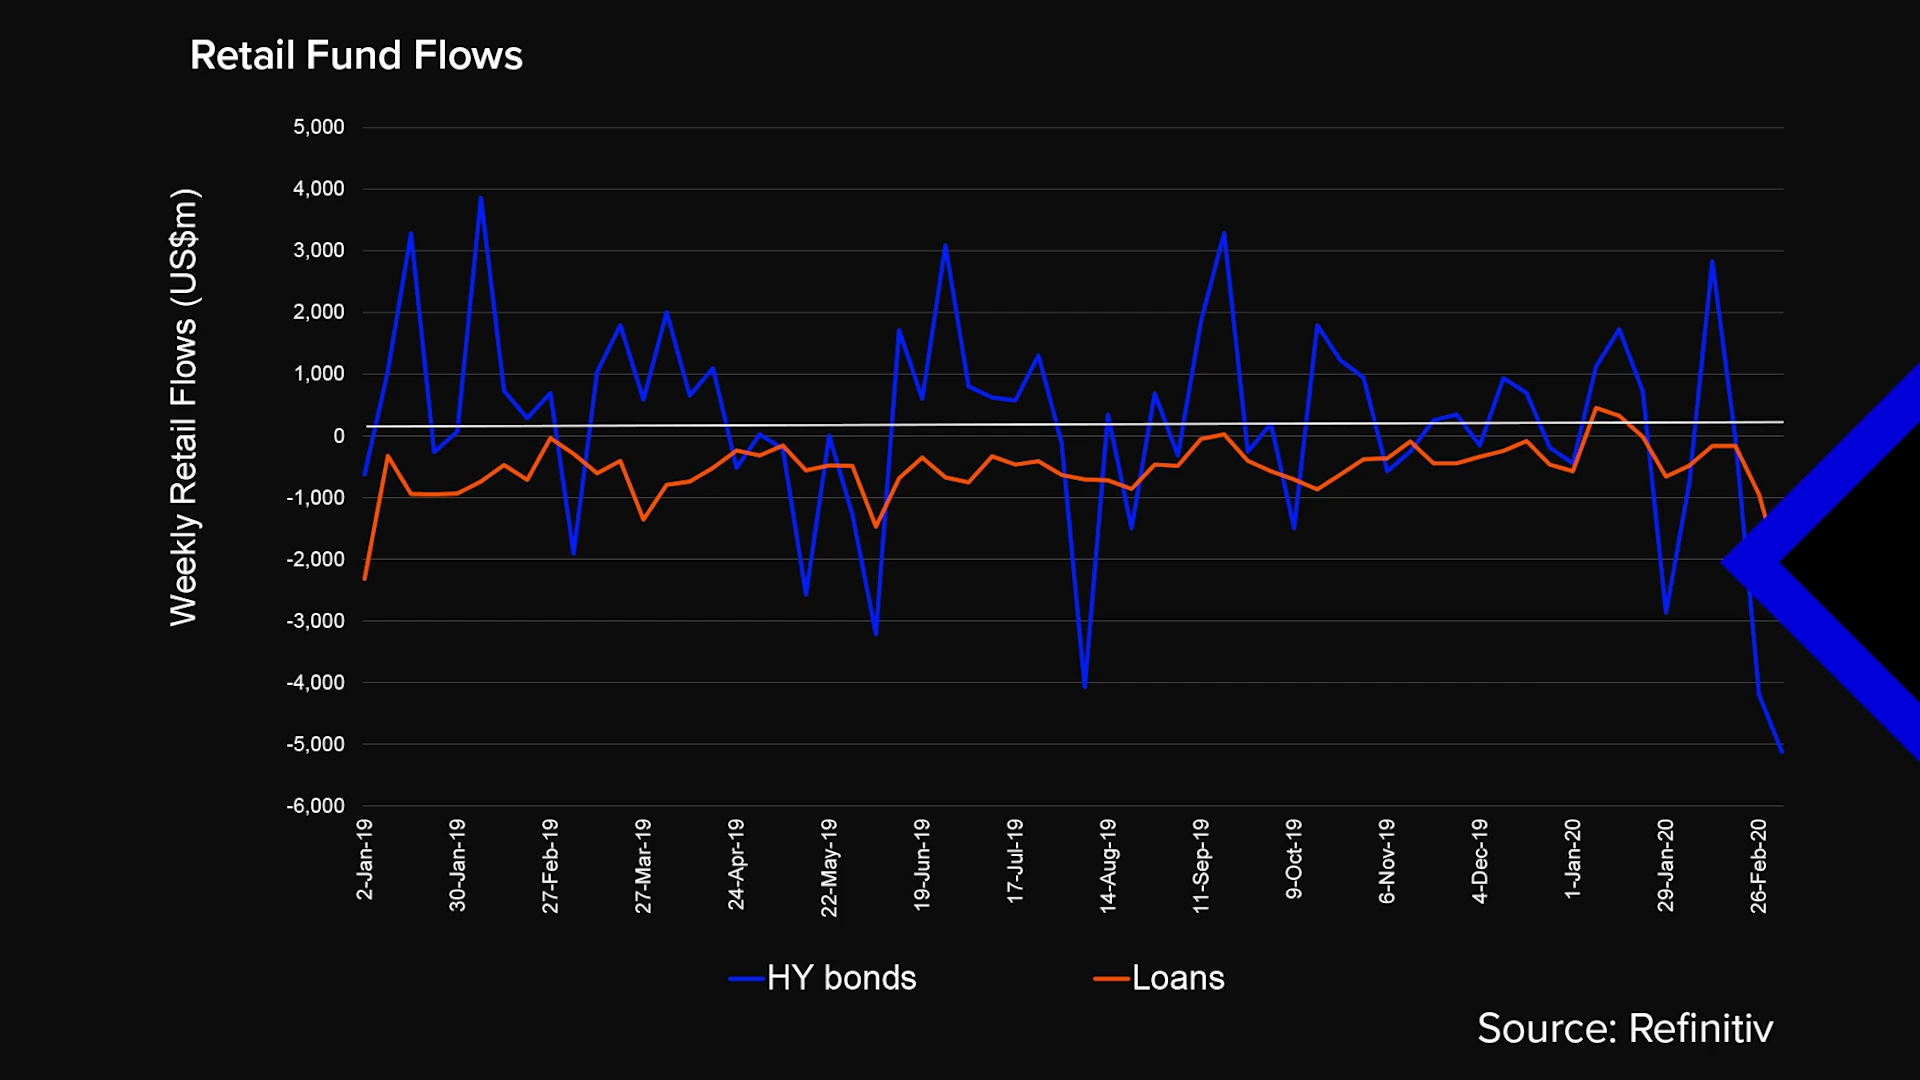 Retail Fund Flows
Weekly Retail Flows (US$m)
5,000
4,000
3,000
2,000
1,000
0
-1,000
-2,000
-3,000
-4,000
-5,000
-6,000
2-Jan-19
30-Jan-19
27-Feb-19
27-Mar-19
24-Apr-19
22-May-19
19-Jun-19
17-Jul-19
14-Aug-19
11-Sep-19
9-Oct-19
6-Nov-19
4-Dec-19
1-Jan-20
29-Jan-20
26-Feb-20
HY bonds
Loans
Source: Refinitiv